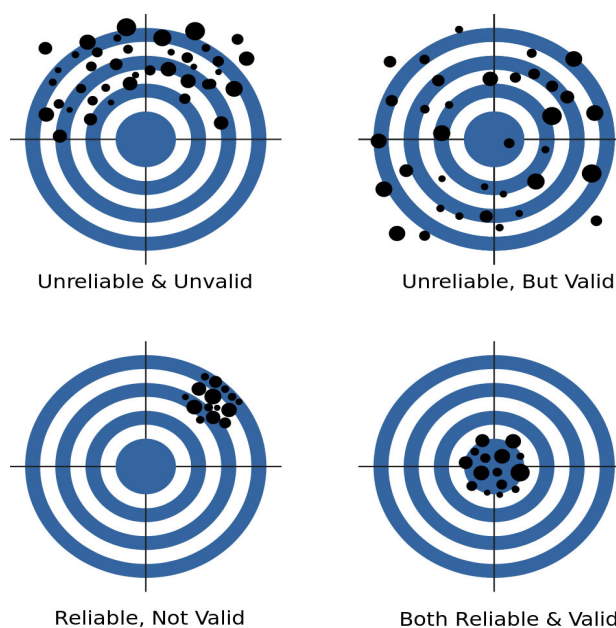 Unreliable & Unvalid
Unreliable, But Valid
Reliable, Not Valid
Both Reliable & Valid